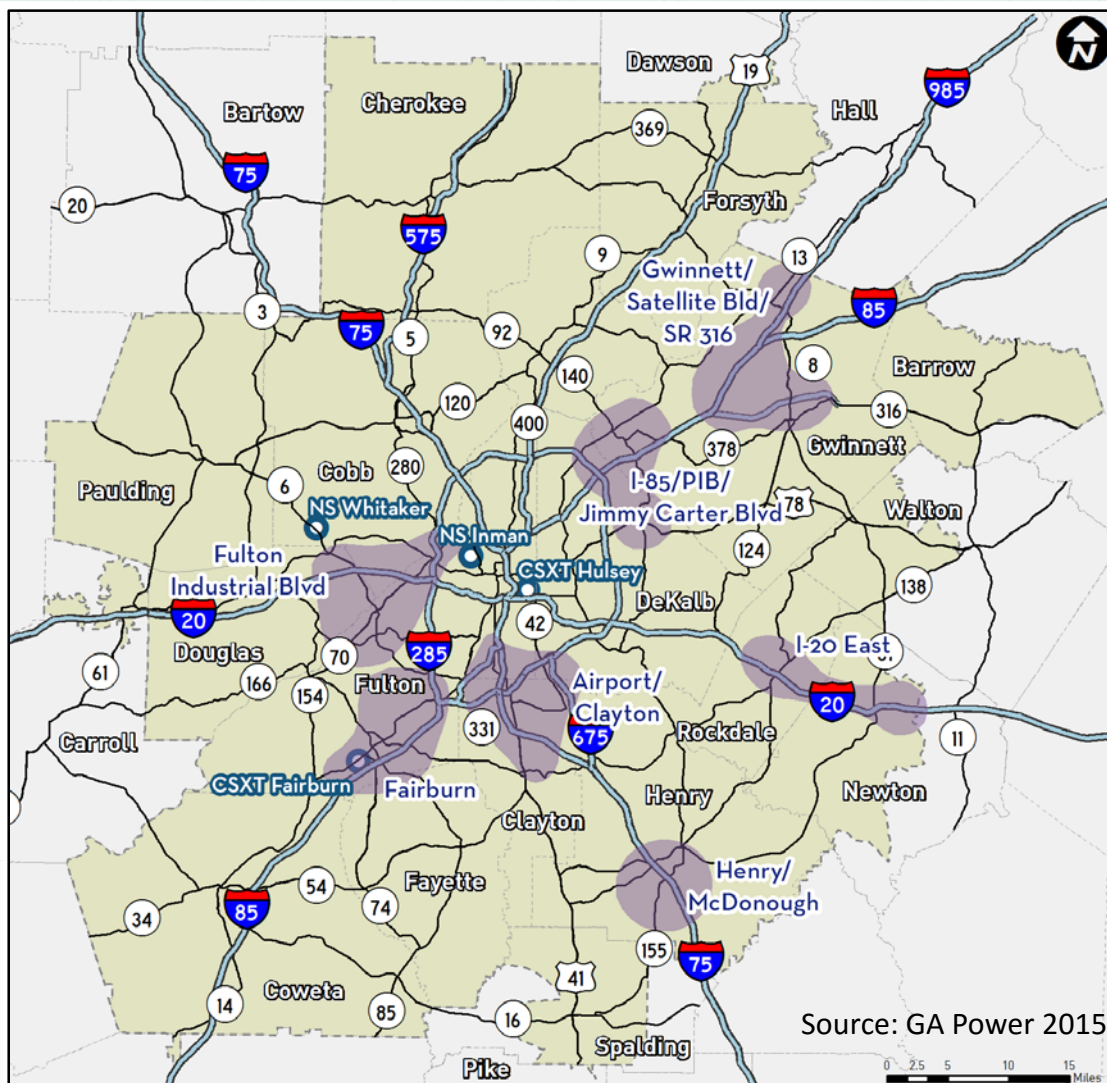 N
Dawson
19
985
Hall
Cherokee
Bartow
369
75
20
Forsyth
575
9
13
Gwinnett/
Satellite Bld/
SR 316
85
3
75
5
92
8
Barrow
140
120
316
400
378
Gwinnett
280
Cobb
6
Paulding
I-85/PIB/
Jimmy Carter Blvd
78
Walton
NS Whitaker
NS Inman
124
Fulton
Industrial Blvd
CSXT Hulsey
138
DeKalb
20
42
Douglas
285
70
I-20 East
61
166
Fulton
154
Airport/
Clayton
20
331
675
Rockdale
11
Carroll
CSXT Fairburn
Fairburn
Henry
Newton
Clayton
Henry/
McDonough
54
Fayette
34
85
74
155
75
41
Coweta
14
85
16
Source: GA Power 2015
Spalding
Pike
0 2.5 5 10 15
Miles